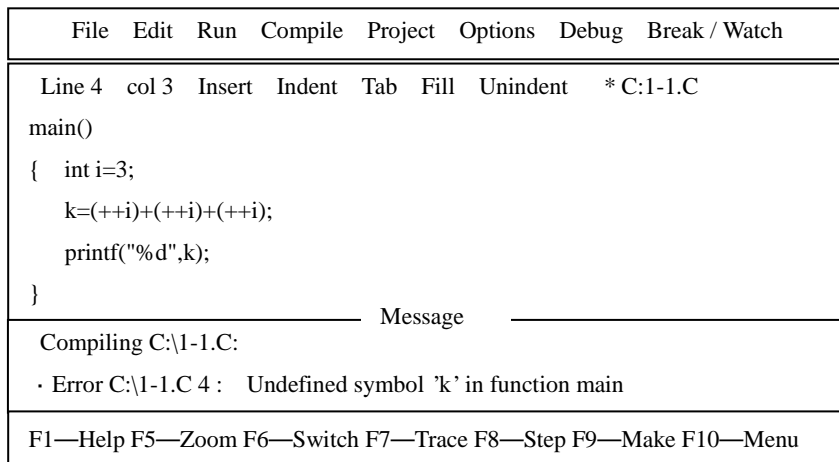 File Edit Run Compile Project Options Debug Break / Watch
Line 4 col 3 Insert Indent Tab Fill Unindent * C:1-1.C
main()
{ int i=3;
k=(++i)+(++i)+(++i);
printf("%d",k);
}
Message
Compiling C:\1-1.C:
· Error C:\1-1.C 4 : Undefined symbol ’k’ in function main
F1—Help F5—Zoom F6—Switch F7—Trace F8—Step F9—Make F10—Menu